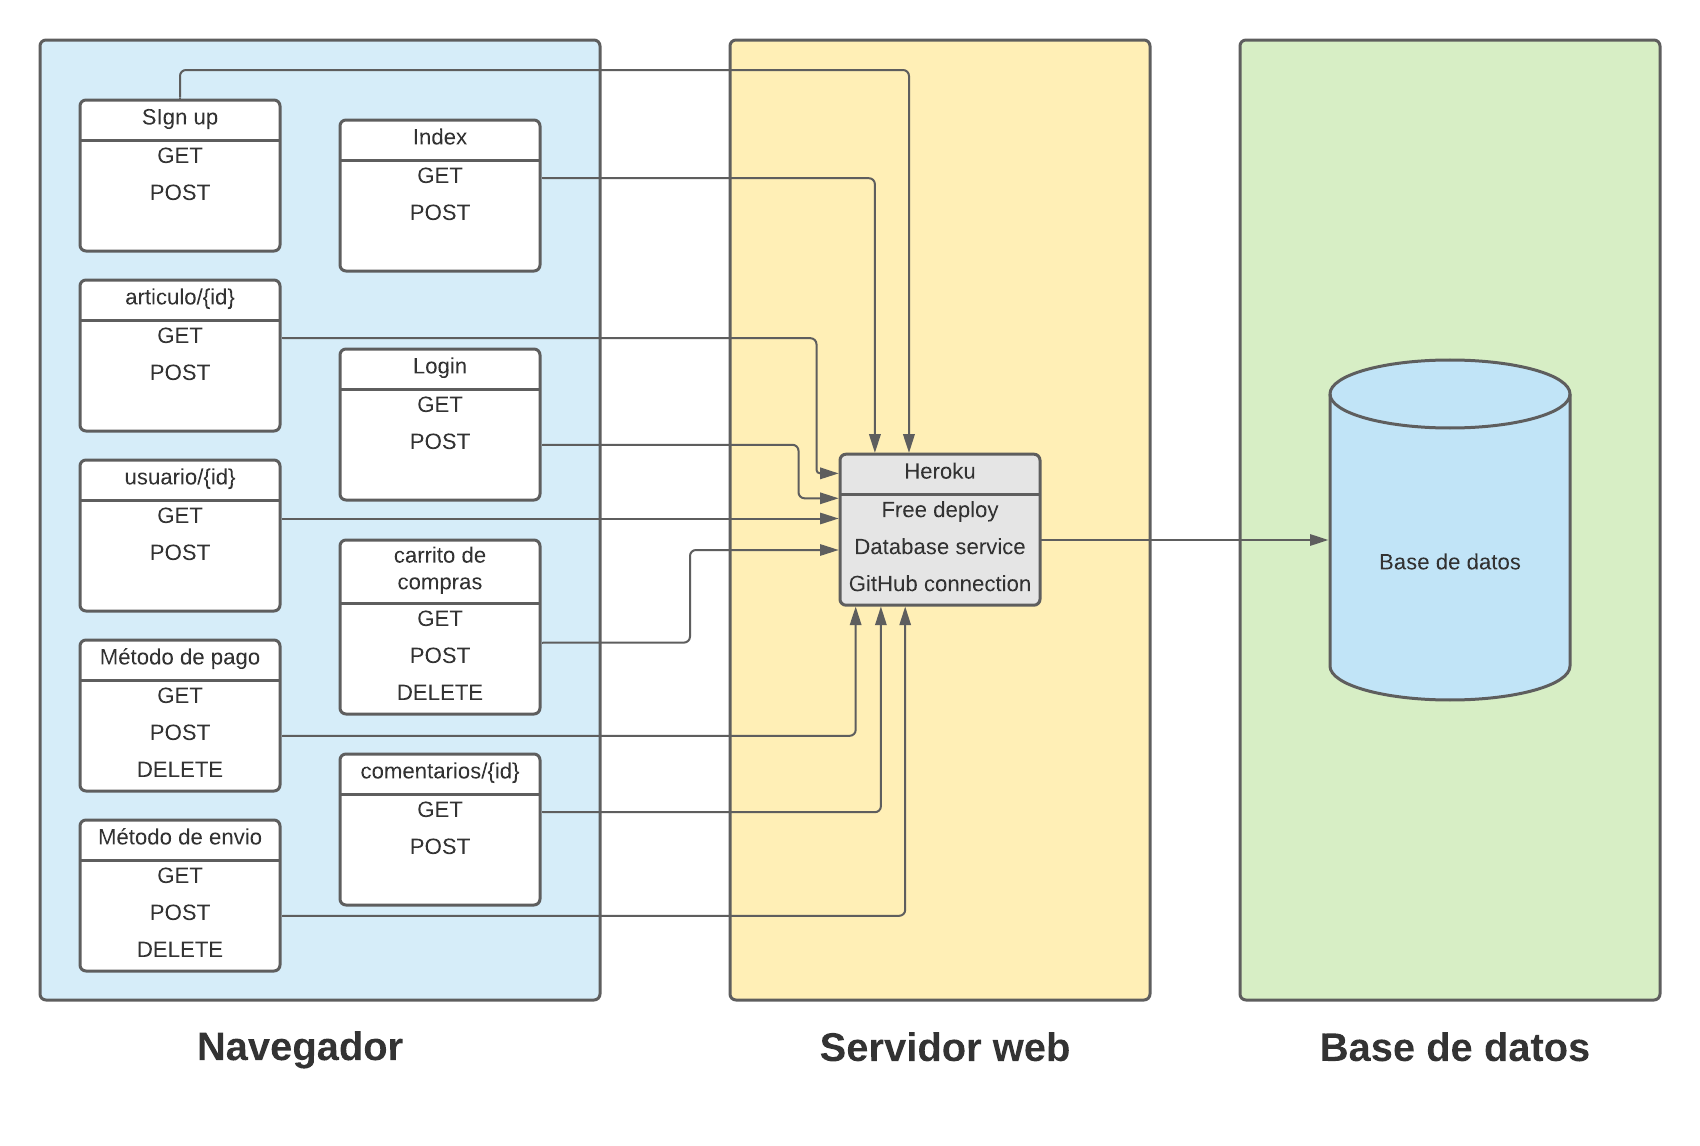 SIgn up
GET
POST
articulo/{id}
GET
POST
usuario/{id}
GET
POST
Método de pago
GET
POST
DELETE
Método de envio
GET
POST
DELETE
Index
GET
POST
Login
GET
POST
carrito de
compras
GET
POST
DELETE
comentarios/{id}
GET
POST
Navegador
Heroku
Free deploy
Database service
GitHub connection
Servidor web
Base de datos
Base de datos